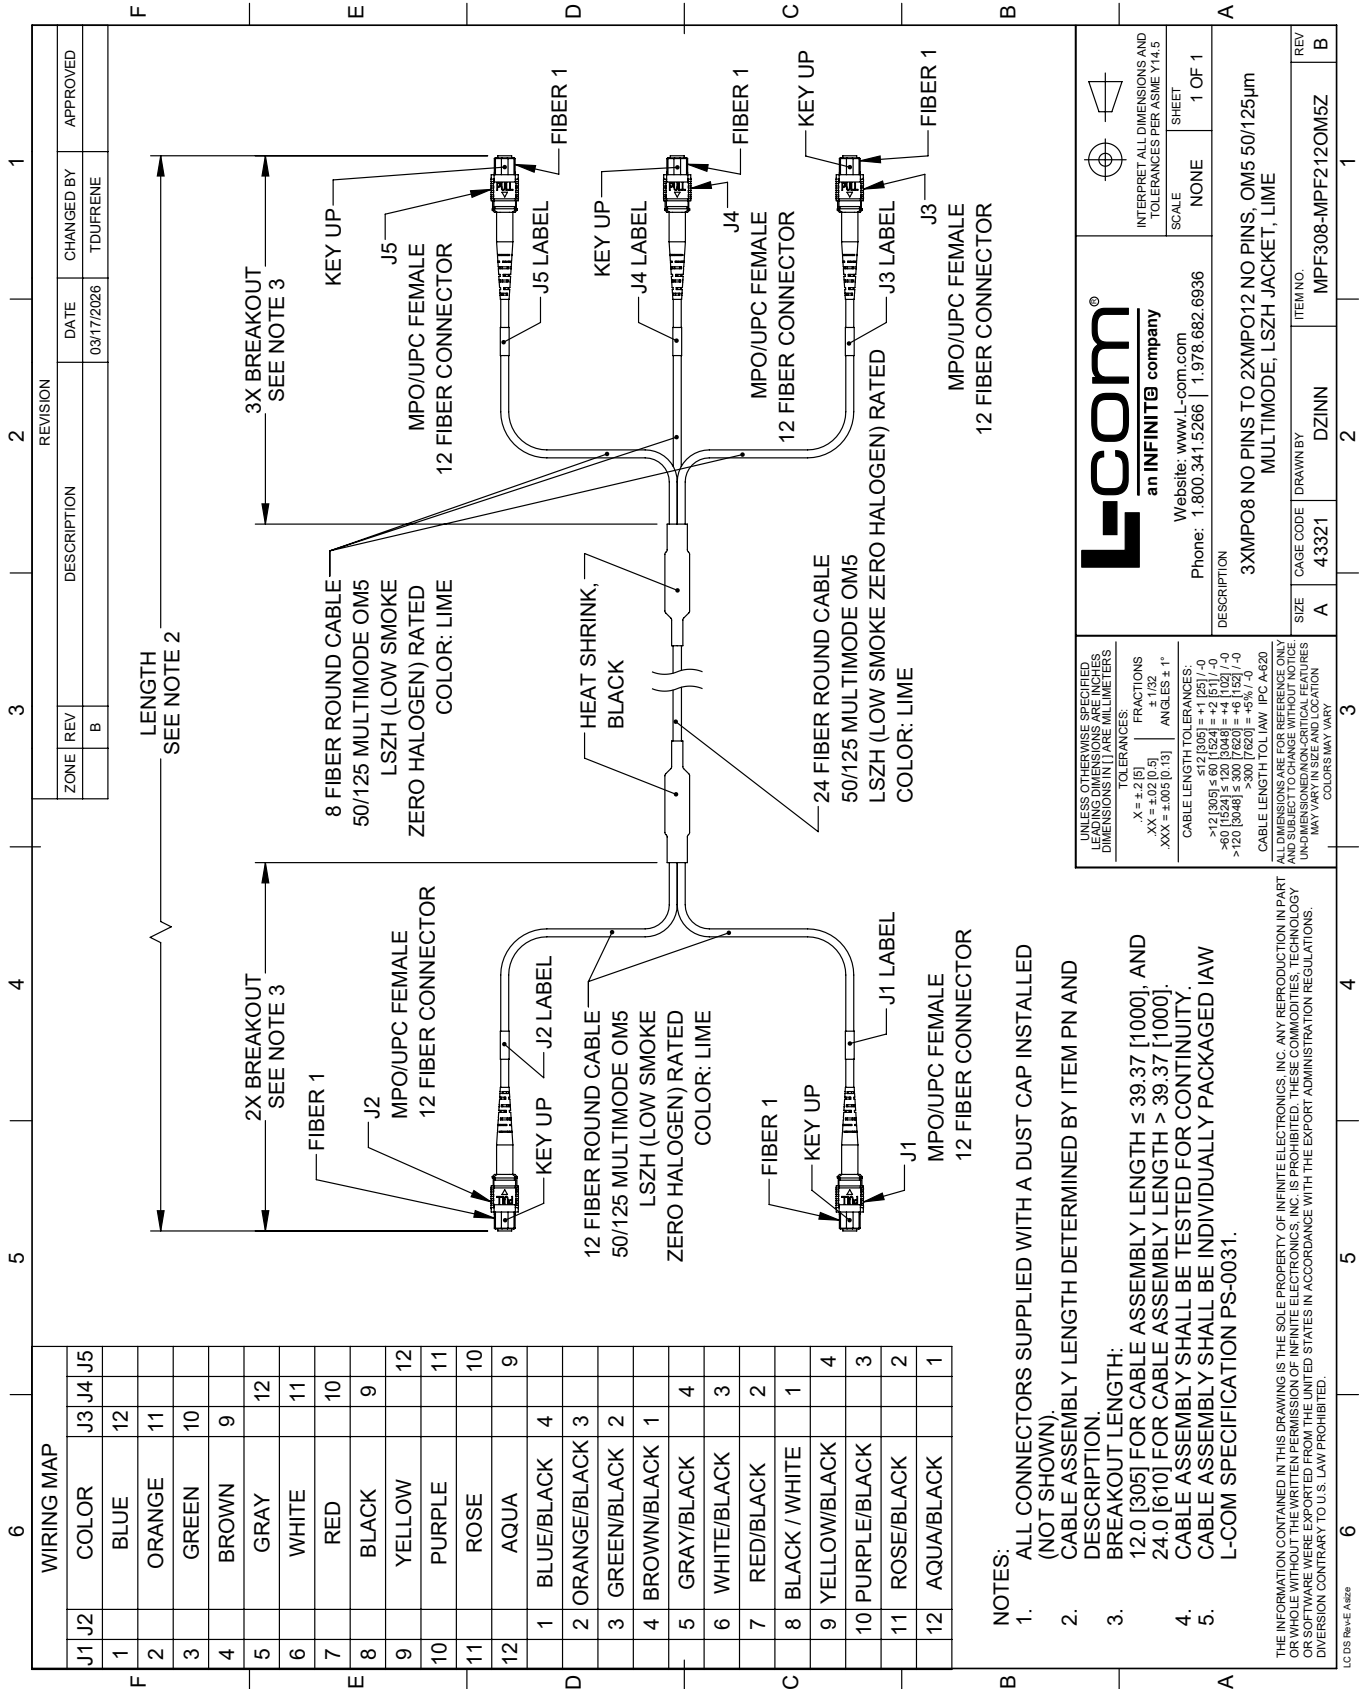 REVISION
ZONE REV DESCRIPTION DATE CHANGED BY APPROVED
B 03/17/2026 TDUFRENE
6 5 4 3 2 1
F
E
D
C
B
A
WIRING MAP
J1 J2 COLOR J3 J4 J5
1 BLUE 12
2 ORANGE 11
3 GREEN 10
4 BROWN 9
5 GRAY 12
6 WHITE 11
7 RED 10
8 BLACK 9
9 YELLOW 12
10 PURPLE 11
11 ROSE 10
12 AQUA 9
1 BLUE/BLACK 4
2 ORANGE/BLACK 3
3 GREEN/BLACK 2
4 BROWN/BLACK 1
5 GRAY/BLACK 4
6 WHITE/BLACK 3
7 RED/BLACK 2
8 BLACK / WHITE 1
9 YELLOW/BLACK 4
10 PURPLE/BLACK 3
11 ROSE/BLACK 2
12 AQUA/BLACK 1
LENGTH
SEE NOTE 2
2X BREAKOUT
SEE NOTE 3
3X BREAKOUT
SEE NOTE 3
FIBER 1
J2
MPO/UPC FEMALE
12 FIBER CONNECTOR
PULL
KEY UP
J2 LABEL
12 FIBER ROUND CABLE
50/125 MULTIMODE OM5
LSZH (LOW SMOKE
ZERO HALOGEN) RATED
COLOR: LIME
FIBER 1
KEY UP
PULL
J1
MPO/UPC FEMALE
12 FIBER CONNECTOR
J1 LABEL
8 FIBER ROUND CABLE
50/125 MULTIMODE OM5
LSZH (LOW SMOKE
ZERO HALOGEN) RATED
COLOR: LIME
HEAT SHRINK,
BLACK
24 FIBER ROUND CABLE
50/125 MULTIMODE OM5
LSZH (LOW SMOKE ZERO HALOGEN) RATED
COLOR: LIME
KEY UP
J5
MPO/UPC FEMALE
12 FIBER CONNECTOR
PULL
FIBER 1
J5 LABEL
KEY UP
J4 LABEL
PULL
FIBER 1
J4
MPO/UPC FEMALE
12 FIBER CONNECTOR
KEY UP
PULL
FIBER 1
J3 LABEL
J3
MPO/UPC FEMALE
12 FIBER CONNECTOR
NOTES:
1. ALL CONNECTORS SUPPLIED WITH A DUST CAP INSTALLED
(NOT SHOWN).
2. CABLE ASSEMBLY LENGTH DETERMINED BY ITEM PN AND
DESCRIPTION.
3. BREAKOUT LENGTH:
12.0 [305] FOR CABLE ASSEMBLY LENGTH ≤ 39.37 [1000], AND
24.0 [610] FOR CABLE ASSEMBLY LENGTH > 39.37 [1000].
4. CABLE ASSEMBLY SHALL BE TESTED FOR CONTINUITY.
5. CABLE ASSEMBLY SHALL BE INDIVIDUALLY PACKAGED IAW
L-COM SPECIFICATION PS-0031.
THE INFORMATION CONTAINED IN THIS DRAWING IS THE SOLE PROPERTY OF INFINITE ELECTRONICS, INC. ANY REPRODUCTION IN PART
OR WHOLE WITHOUT THE WRITTEN PERMISSION OF INFINITE ELECTRONICS, INC. IS PROHIBITED. THESE COMMODITIES, TECHNOLOGY
OR SOFTWARE WERE EXPORTED FROM THE UNITED STATES IN ACCORDANCE WITH THE EXPORT ADMINISTRATION REGULATIONS.
DIVERSION CONTRARY TO U.S. LAW PROHIBITED.
UNLESS OTHERWISE SPECIFIED
LEADING DIMENSIONS ARE INCHES
DIMENSIONS IN [ ] ARE MILLIMETERS
TOLERANCES:
.X = ±.2 [5] FRACTIONS
.XX = ±.02 [0.5] ± 1/32
.XXX = ±.005 [0.13] ANGLES ± 1°
CABLE LENGTH TOLERANCES:
≤12 [305] = +1 [25] / -0
>12 [305] ≤ 60 [1524] = +2 [51] / -0
>60 [1524] ≤ 120 [3048] = +4 [102] / -0
>120 [3048] ≤ 300 [7620] = +6 [152] / -0
>300 [7620] = +5% / -0
CABLE LENGTH TOL IAW IPC A-620
ALL DIMENSIONS ARE FOR REFERENCE ONLY
AND SUBJECT TO CHANGE WITHOUT NOTICE.
UN-DIMENSIONED/NON-CRITICAL FEATURES
MAY VARY IN SIZE AND LOCATION
COLORS MAY VARY
L-com®
an INFINITE company
Website: www.L-com.com
Phone: 1.800.341.5266 | 1.978.682.6936
INTERPRET ALL DIMENSIONS AND
TOLERANCES PER ASME Y14.5
SCALE NONE
SHEET 1 OF 1
DESCRIPTION
3XMPO8 NO PINS TO 2XMPO12 NO PINS, OM5 50/125µm
MULTIMODE, LSZH JACKET, LIME
SIZE A
CAGE CODE 43321
DRAWN BY DZINN
ITEM NO. MPF308-MPF212OM5Z
REV B
6 5 4 3 2 1
F
E
D
C
B
A
LC DS Rev-E Asize